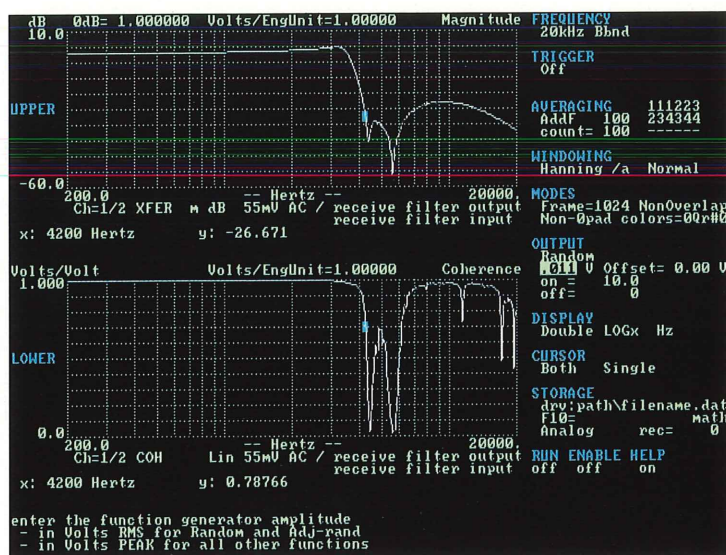 dB 0dB= 1.000000 Volts/EngUnit=1.00000 Magnitude
10.0
UPPER
-60.0
200.0 -- Hertz -- 20000.
Ch=1/2 XFER m dB 55mV AC / receive filter output
receive filter input
x: 4200 Hertz y: -26.671
Volts/Volt Volts/EngUnit=1.00000 Coherence
1.000
LOWER
0.0
200.0 -- Hertz -- 20000.
Ch=1/2 COH Lin 55mV AC / receive filter output
receive filter input
x: 4200 Hertz y: 0.78766
enter the function generator amplitude
- in Volts RMS for Random and Adj-rand
- in Volts PEAK for all other functions
FREQUENCY
20kHz Bbnd
TRIGGER
Off
AVERAGING 111223
AddF 100 234344
count= 100 ------
WINDOWING
Hanning /a Normal
MODES
Frame=1024 NonOverlap
Non-0pad colors=0Qr#0
OUTPUT
Random
.011 V Offset= 0.00 V
on = 10.0
off= 0
DISPLAY
Double LOGx Hz
CURSOR
Both Single
STORAGE
drv:path\filename.dat
F10= math
Analog rec= 0
RUN ENABLE HELP
off off on